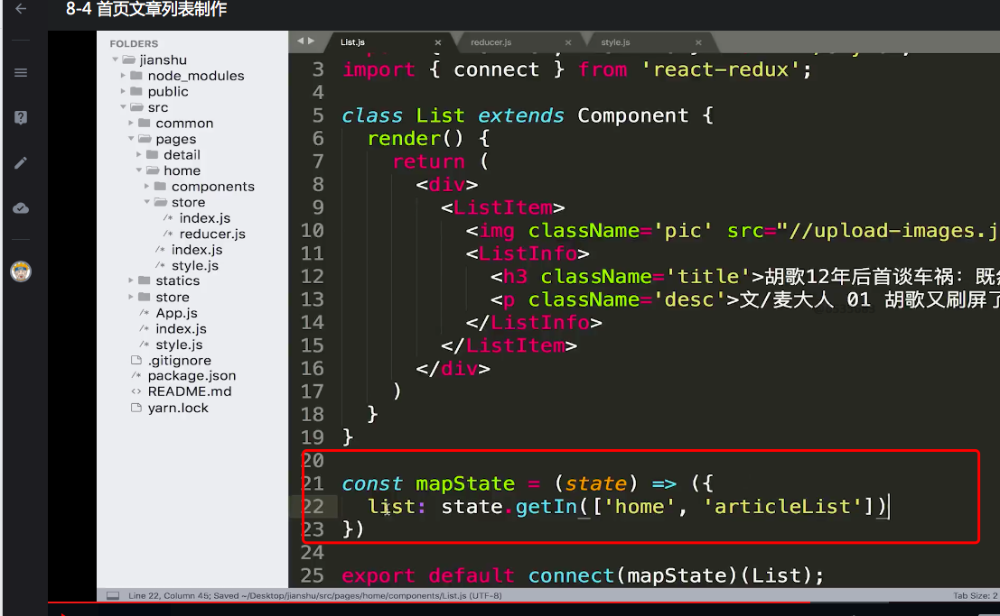 8-4 首页文章列表制作
FOLDERS
jianshu
node_modules
public
src
common
pages
detail
home
components
store
/* index.js
/* reducer.js
/* index.js
/* style.js
statics
store
/* App.js
/* index.js
/* style.js
.gitignore
/* package.json
<> README.md
yarn.lock
List.js ×
reducer.js ×
style.js ×
3 import { connect } from 'react-redux';
4
5 class List extends Component {
6 render() {
7 return (
8 <div>
9 <ListItem>
10 <img className='pic' src="//upload-images.j
11 <ListInfo>
12 <h3 className='title'>胡歌12年后首谈车祸：既
13 <p className='desc'>文/麦大人 01 胡歌又刷屏了
14 </ListInfo>
15 </ListItem>
16 </div>
17 )
18 }
19 }
20
21 const mapState = (state) => ({
22 list: state.getIn(['home', 'articleList'])
23 })
24
25 export default connect(mapState)(List);
Line 22, Column 45; Saved ~/Desktop/jianshu/src/pages/home/components/List.js (UTF-8)
Tab Size: 2